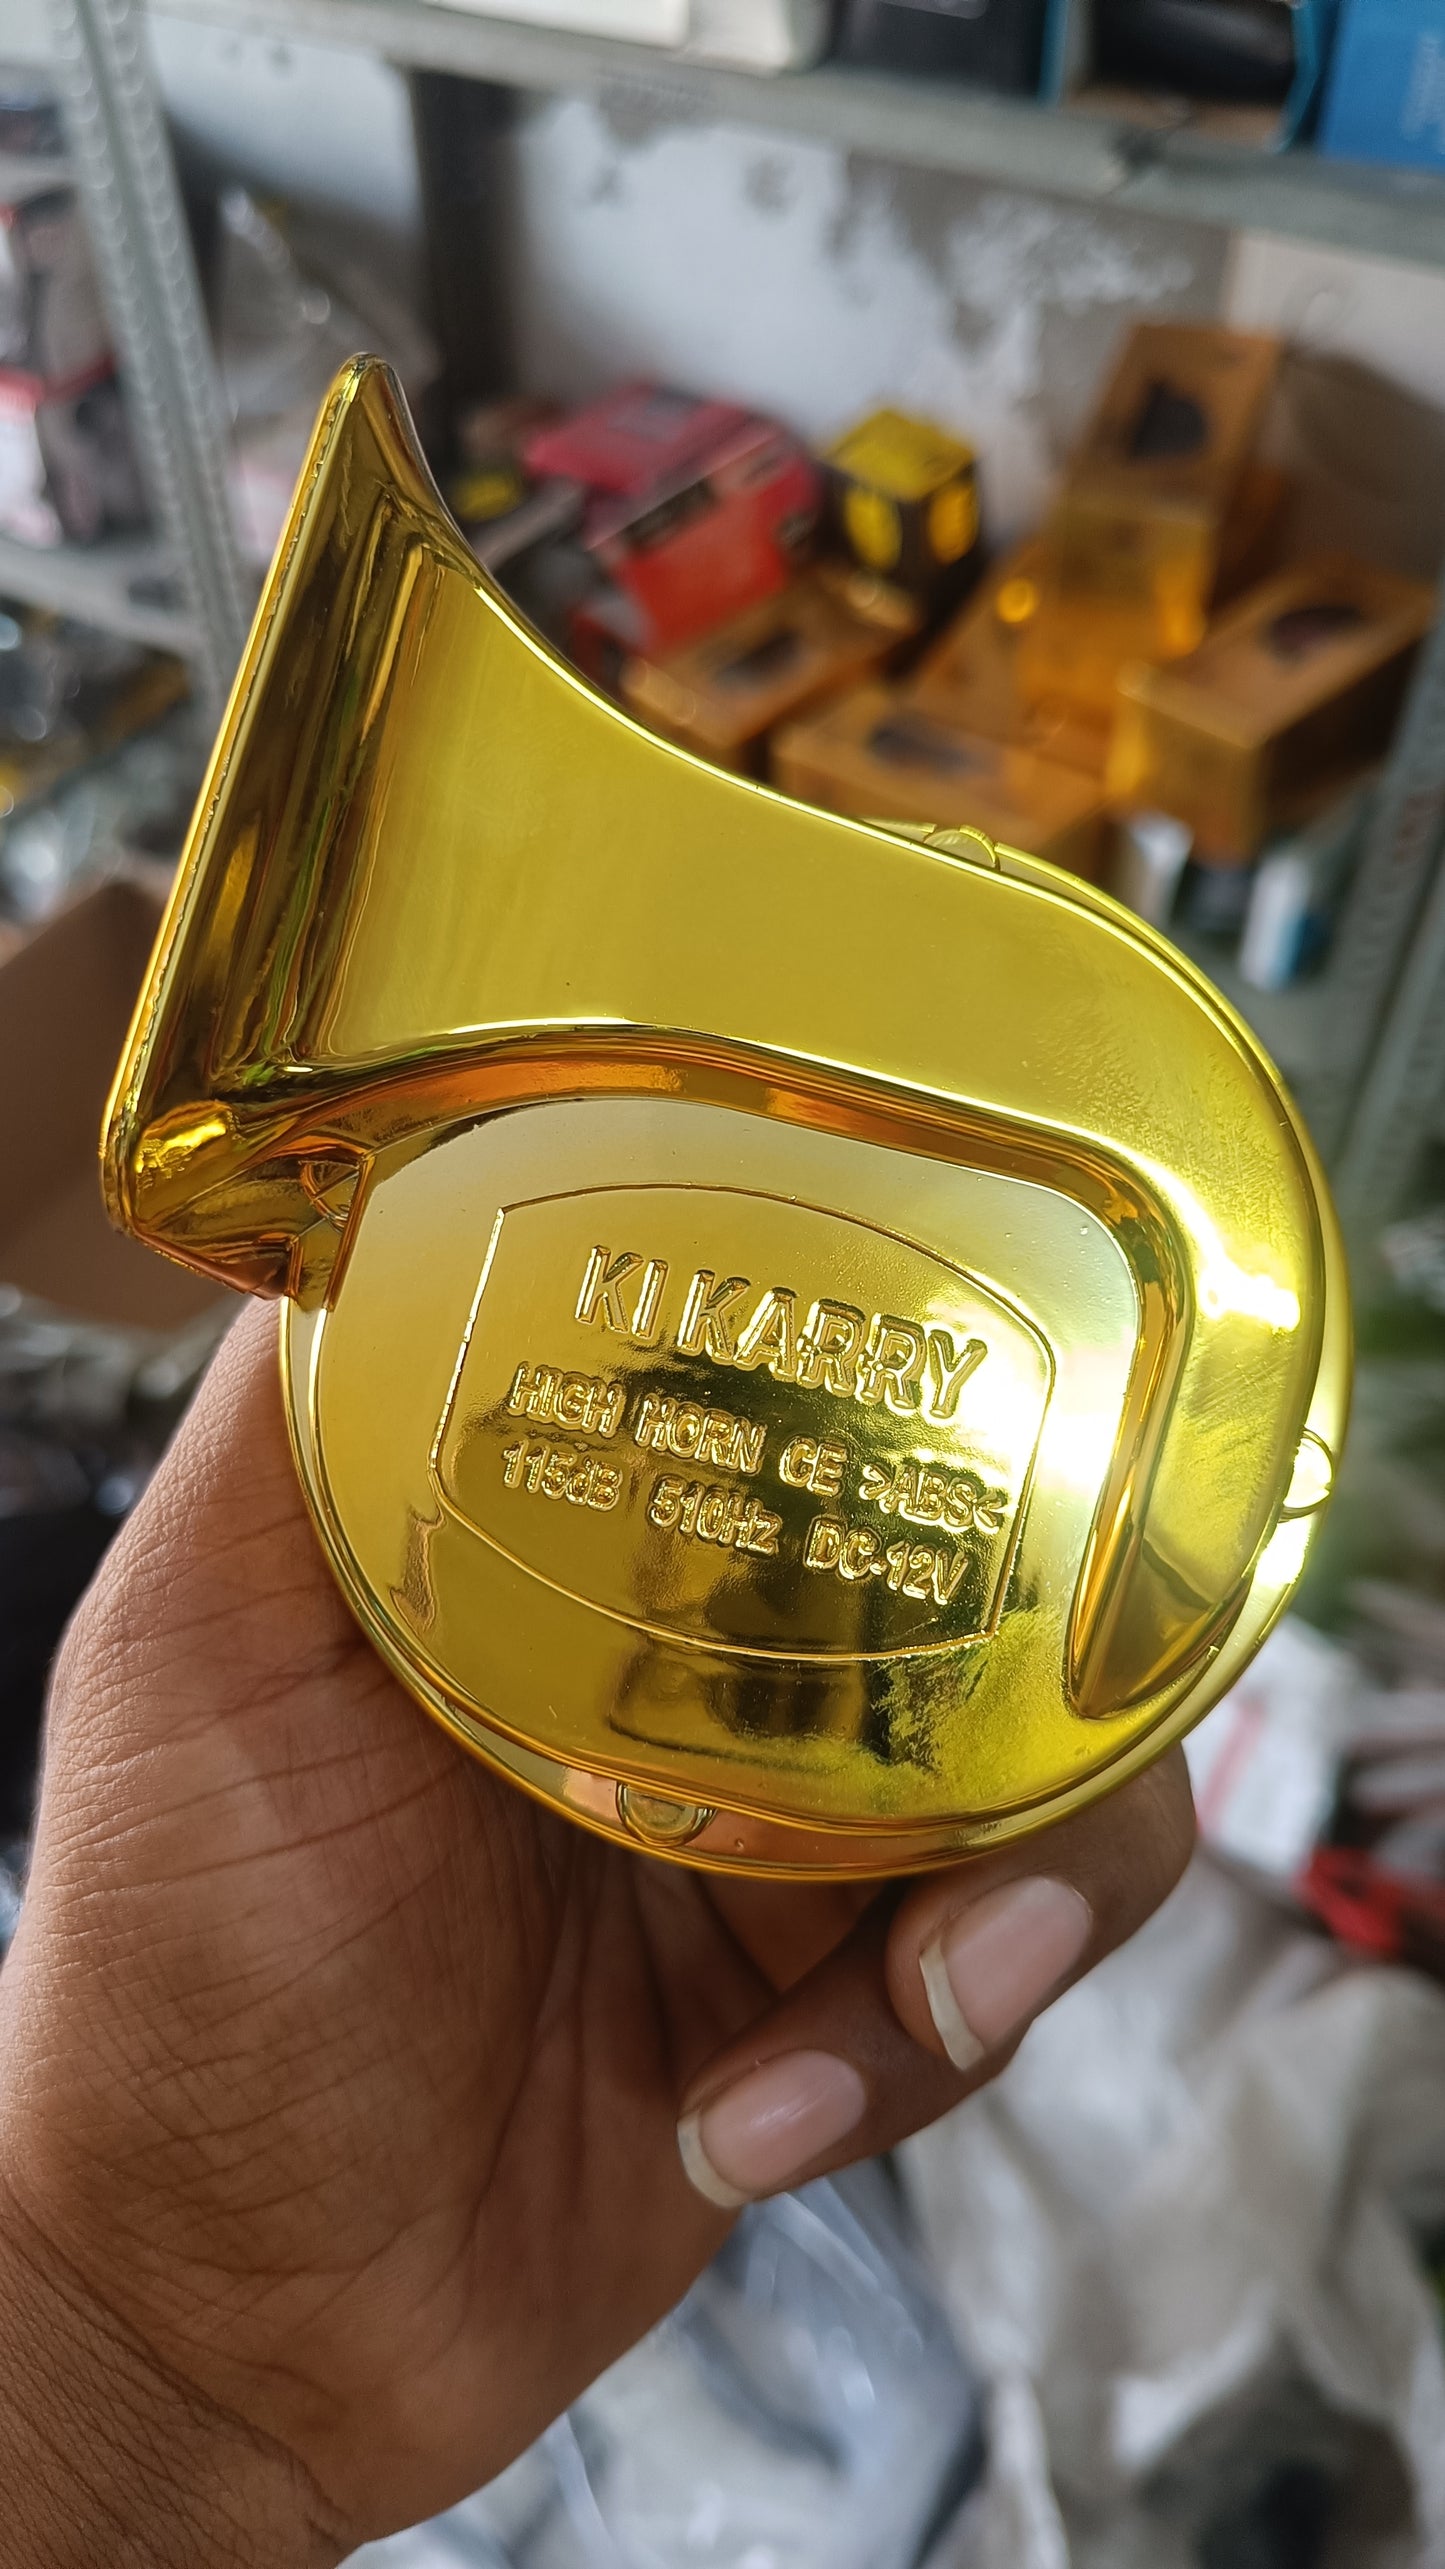 KI KARRY
HIGH HORN CE >ABS<
115dB 510Hz DC-12V